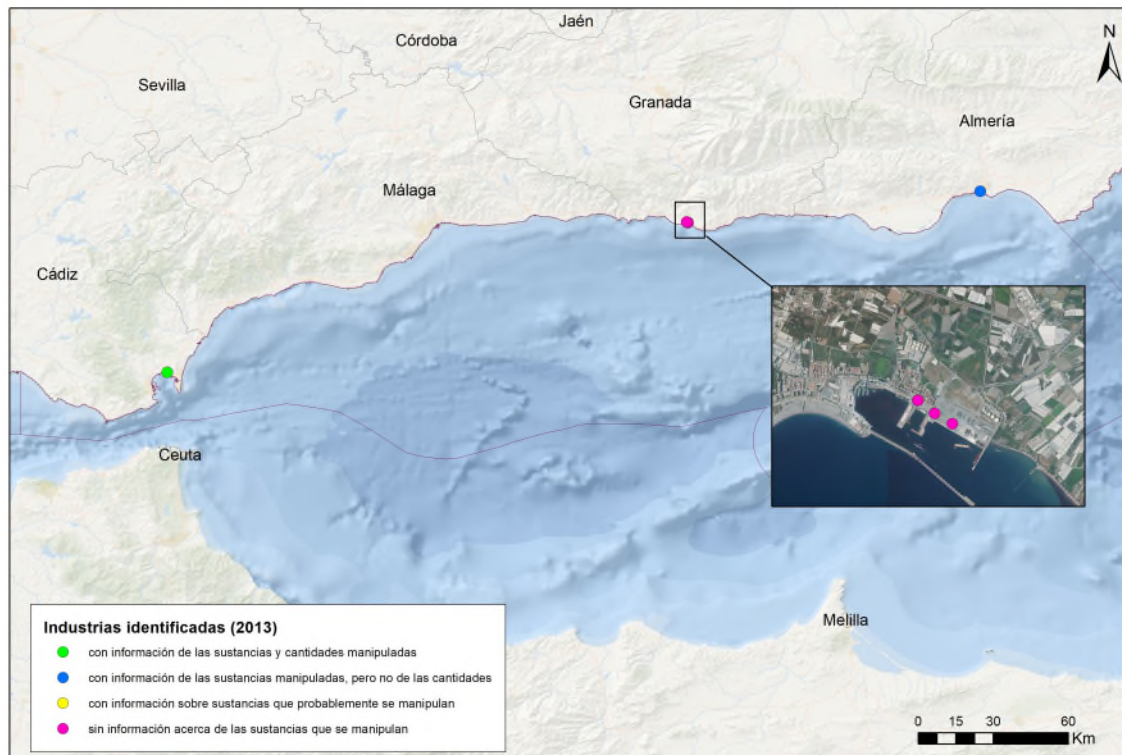 Jaén
Córdoba
N
Sevilla
Granada
Almería
Málaga
Cádiz
Ceuta
Melilla
Industrias identificadas (2013)
con información de las sustancias y cantidades manipuladas
con información de las sustancias manipuladas, pero no de las cantidades
con información sobre sustancias que probablemente se manipulan
sin información acerca de las sustancias que se manipulan
0 15 30 60
Km